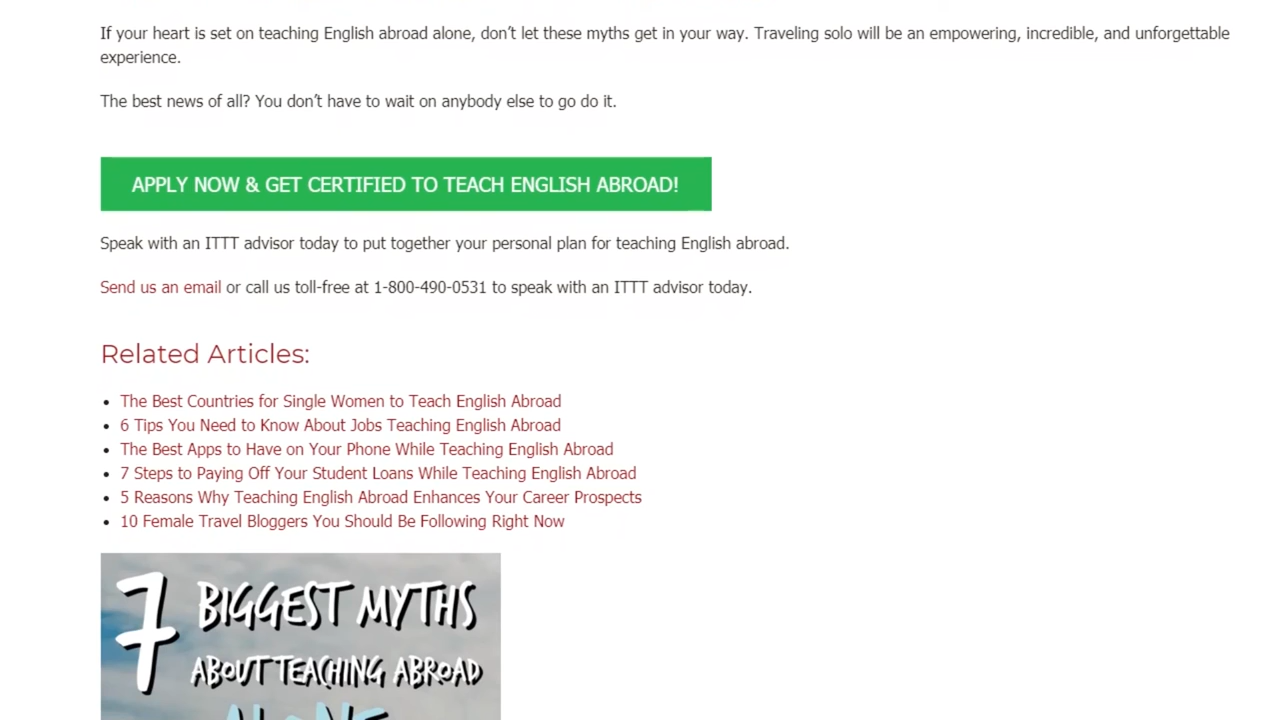 If your heart is set on teaching English abroad alone, don’t let these myths get in your way. Traveling solo will be an empowering, incredible, and unforgettable
experience.
The best news of all? You don’t have to wait on anybody else to go do it.
APPLY NOW & GET CERTIFIED TO TEACH ENGLISH ABROAD!
Speak with an ITTT advisor today to put together your personal plan for teaching English abroad.
Send us an email or call us toll-free at 1-800-490-0531 to speak with an ITTT advisor today.
Related Articles:
• The Best Countries for Single Women to Teach English Abroad
• 6 Tips You Need to Know About Jobs Teaching English Abroad
• The Best Apps to Have on Your Phone While Teaching English Abroad
• 7 Steps to Paying Off Your Student Loans While Teaching English Abroad
• 5 Reasons Why Teaching English Abroad Enhances Your Career Prospects
• 10 Female Travel Bloggers You Should Be Following Right Now
7 BIGGEST MYTHS
ABOUT TEACHING ABROAD
ALONE